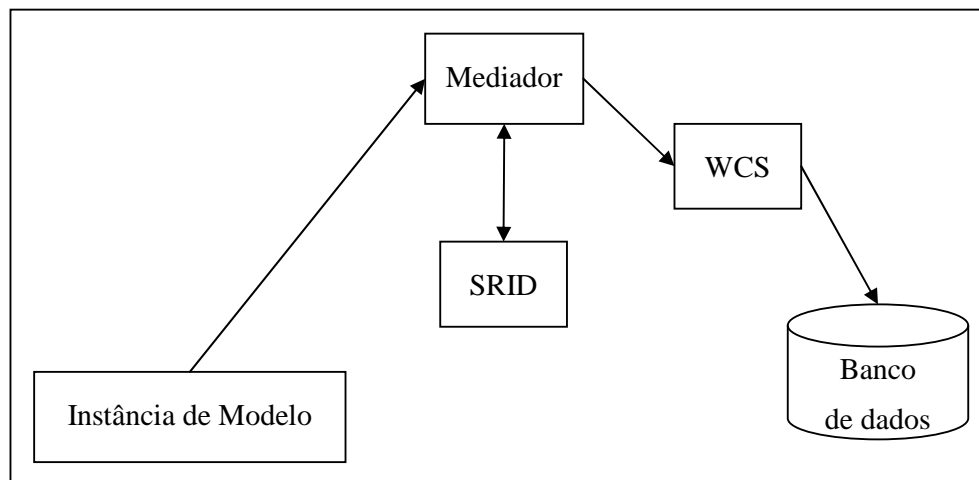 Mediador
WCS
SRID
Banco
de dados
Instância de Modelo